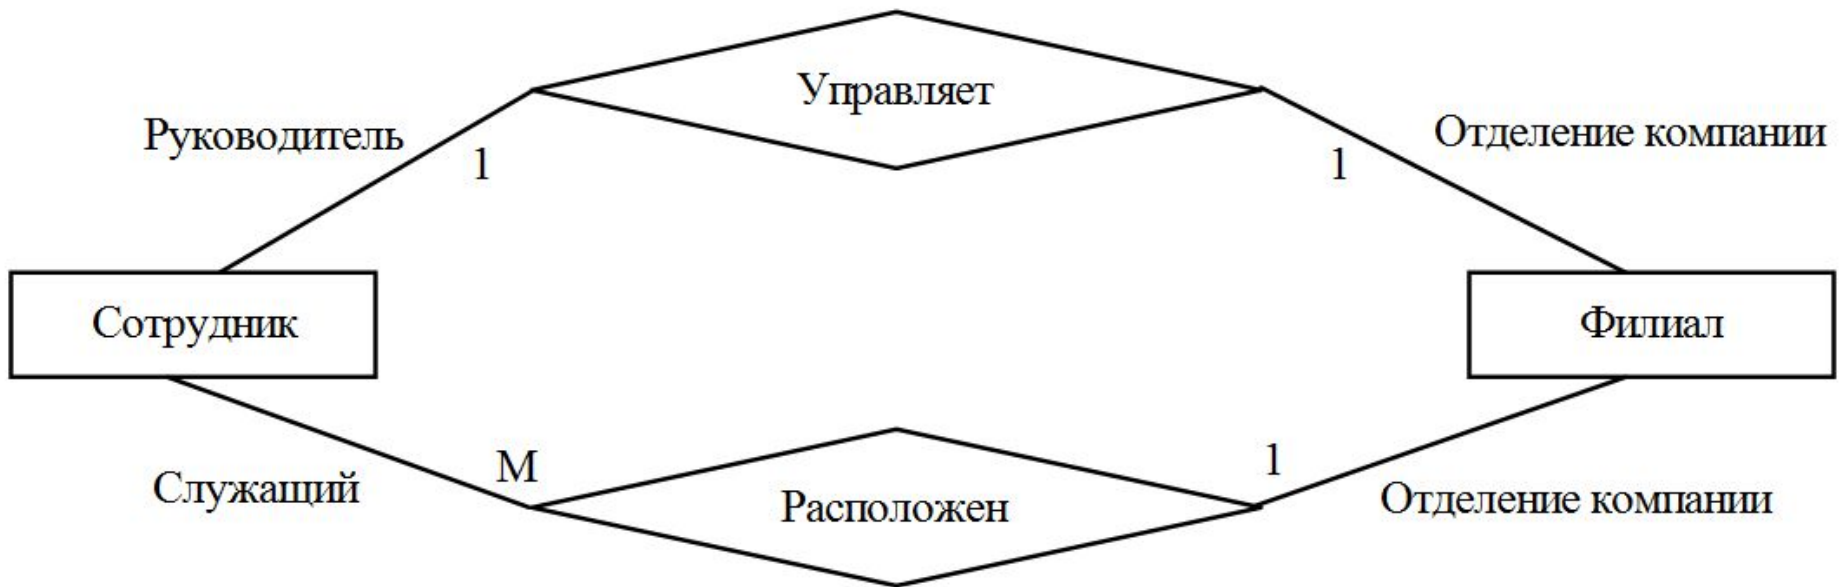 Управляет
Руководитель
Отделение компании
1
1
Сотрудник
Филиал
М
1
Служащий
Расположен
Отделение компании